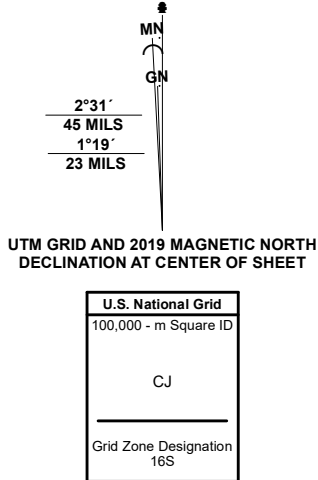 MN
GN
2°31´
45 MILS
1°19´
23 MILS
UTM GRID AND 2019 MAGNETIC NORTH
DECLINATION AT CENTER OF SHEET
U.S. National Grid
100,000 - m Square ID
CJ
Grid Zone Designation
16S